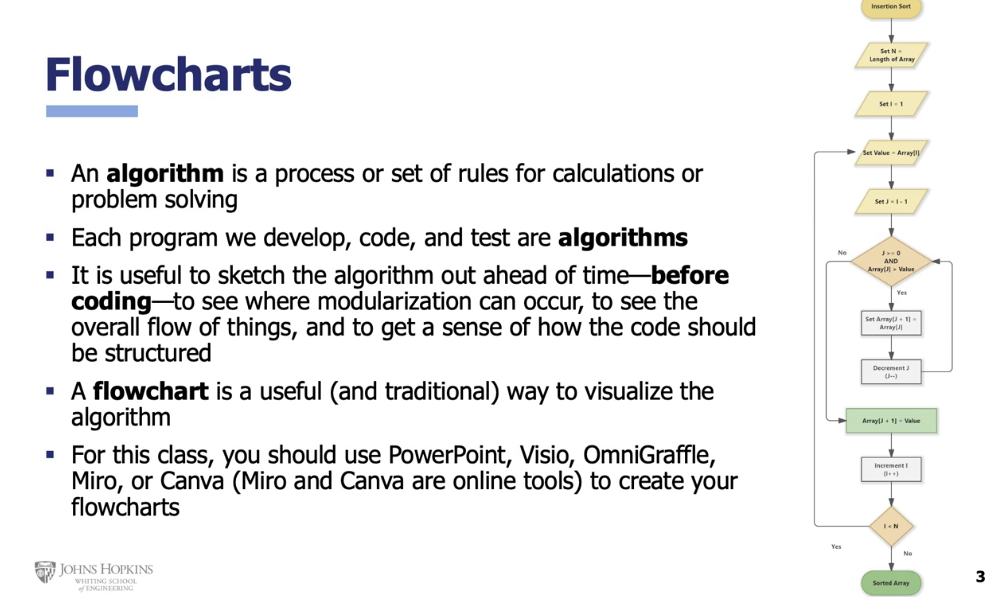 Flowcharts
An algorithm is a process or set of rules for calculations or
problem solving
Each program we develop, code, and test are algorithms
It is useful to sketch the algorithm out ahead of time—before
coding—to see where modularization can occur, to see the
overall flow of things, and to get a sense of how the code should
be structured
A flowchart is a useful (and traditional) way to visualize the
algorithm
For this class, you should use PowerPoint, Visio, OmniGraffle,
Miro, or Canva (Miro and Canva are online tools) to create your
flowcharts
Insertion Sort
Set N =
Length of Array
Set I = 1
Set Value = Array[I]
Set J = I - 1
No
J >= 0
AND
Array[J] > Value
Yes
Set Array[J + 1] =
Array[J]
Decrement J
(J--)
Array[J + 1] = Value
Increment I
(I++)
I < N
Yes
No
Sorted Array
JOHNS HOPKINS
WHITING SCHOOL
of ENGINEERING
3